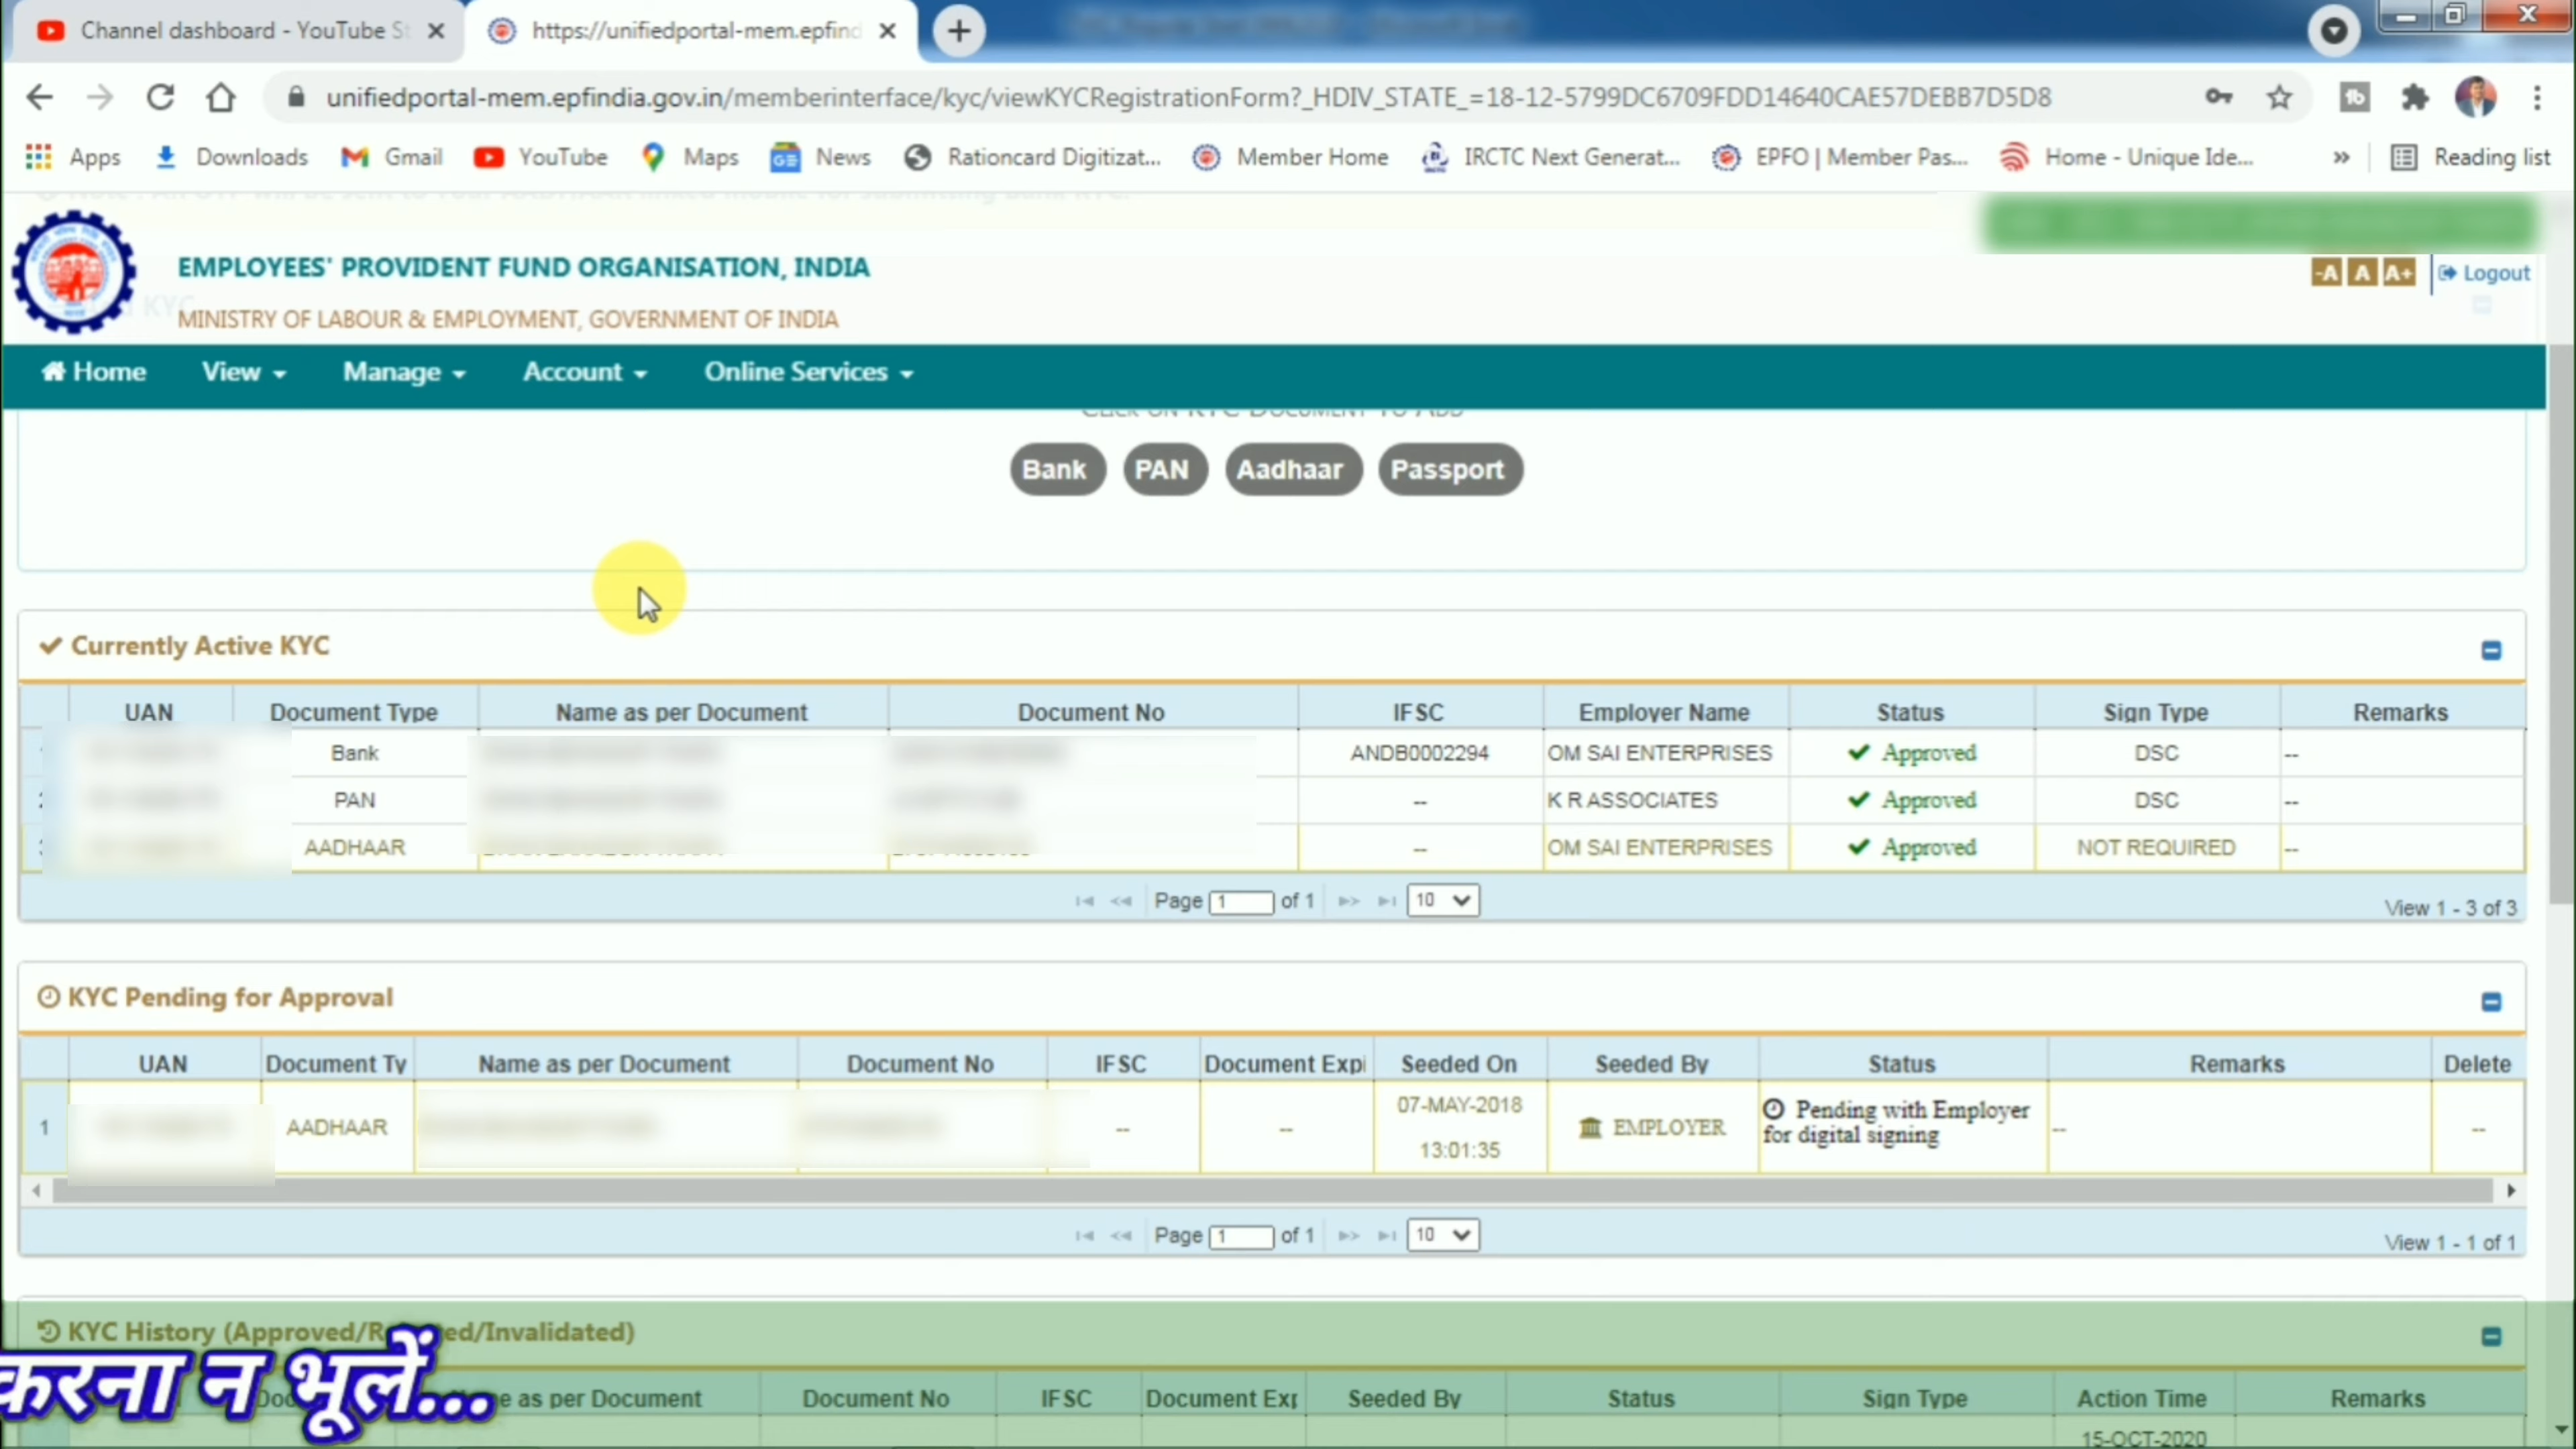 Channel dashboard - YouTube St
https://unifiedportal-mem.epfind
unifiedportal-mem.epfindia.gov.in/memberinterface/kyc/viewKYCRegistrationForm?_HDIV_STATE_=18-12-5799DC6709FDD14640CAE57DEBB7D5D8
Apps Downloads Gmail YouTube Maps News Rationcard Digitizat... Member Home IRCTC Next Generat... EPFO | Member Pas... Home - Unique Ide... » Reading list
EMPLOYEES' PROVIDENT FUND ORGANISATION, INDIA
-A A A+ Logout
MINISTRY OF LABOUR & EMPLOYMENT, GOVERNMENT OF INDIA
Home View Manage Account Online Services
CLICK ON KYC DOCUMENT TO ADD
Bank PAN Aadhaar Passport
Currently Active KYC
UAN Document Type Name as per Document Document No IFSC Employer Name Status Sign Type Remarks
Bank ANDB0002294 OM SAI ENTERPRISES Approved DSC --
PAN -- K R ASSOCIATES Approved DSC --
AADHAAR -- OM SAI ENTERPRISES Approved NOT REQUIRED --
Page 1 of 1 10 View 1 - 3 of 3
KYC Pending for Approval
UAN Document Ty Name as per Document Document No IFSC Document Expi Seeded On Seeded By Status Remarks Delete
1 AADHAAR -- -- 07-MAY-2018 13:01:35 EMPLOYER Pending with Employer for digital signing -- --
Page 1 of 1 10 View 1 - 1 of 1
KYC History (Approved/R ed/Invalidated)
करना न भूलें...
e as per Document Document No IFSC Document Exp Seeded By Status Sign Type Action Time Remarks
15-OCT-2020